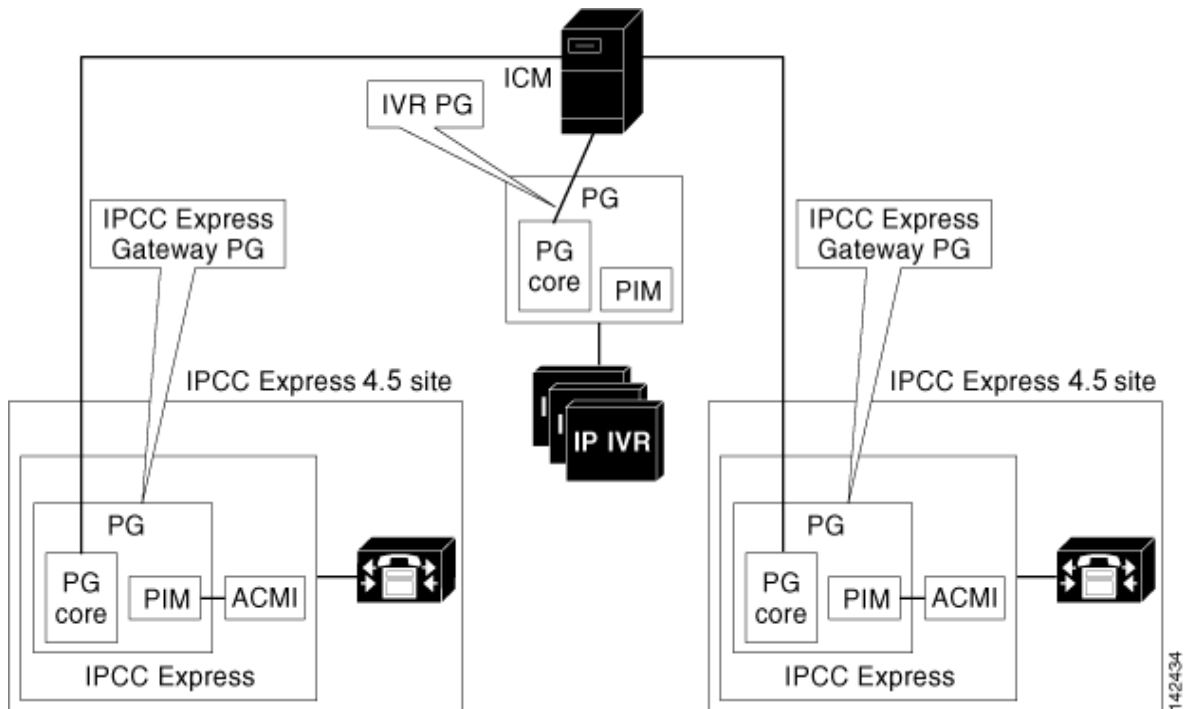 ICM
IVR PG
PG
PG
core
PIM
IP IVR
IPCC Express
Gateway PG
IPCC Express 4.5 site
PG
PG
core
PIM
ACMI
IPCC Express
IPCC Express
Gateway PG
IPCC Express 4.5 site
PG
PG
core
PIM
ACMI
IPCC Express
142434